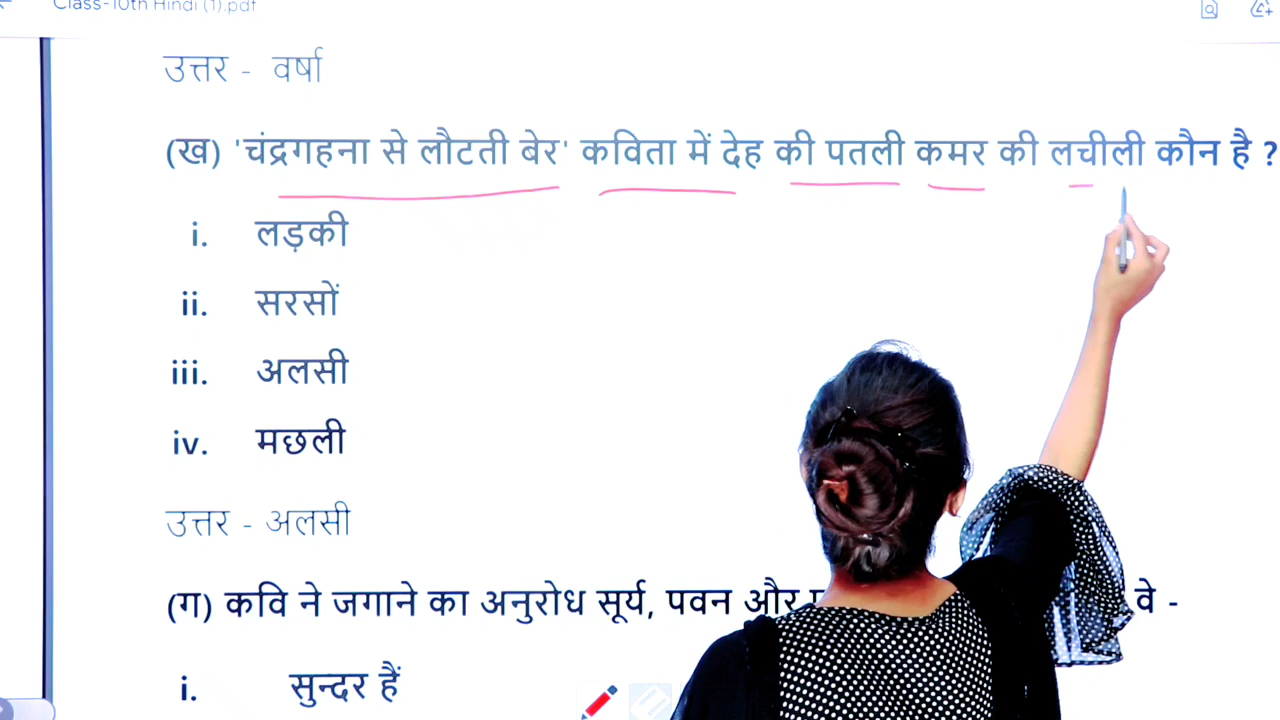 Class-10th Hindi (1).pdf
उत्तर - वर्षा
(ख) 'चंद्रगहना से लौटती बेर' कविता में देह की पतली कमर की लचीली कौन है ?
i. लड़की
ii. सरसों
iii. अलसी
iv. मछली
उत्तर - अलसी
(ग) कवि ने जगाने का अनुरोध सूर्य, पवन और वे -
i. सुन्दर हैं